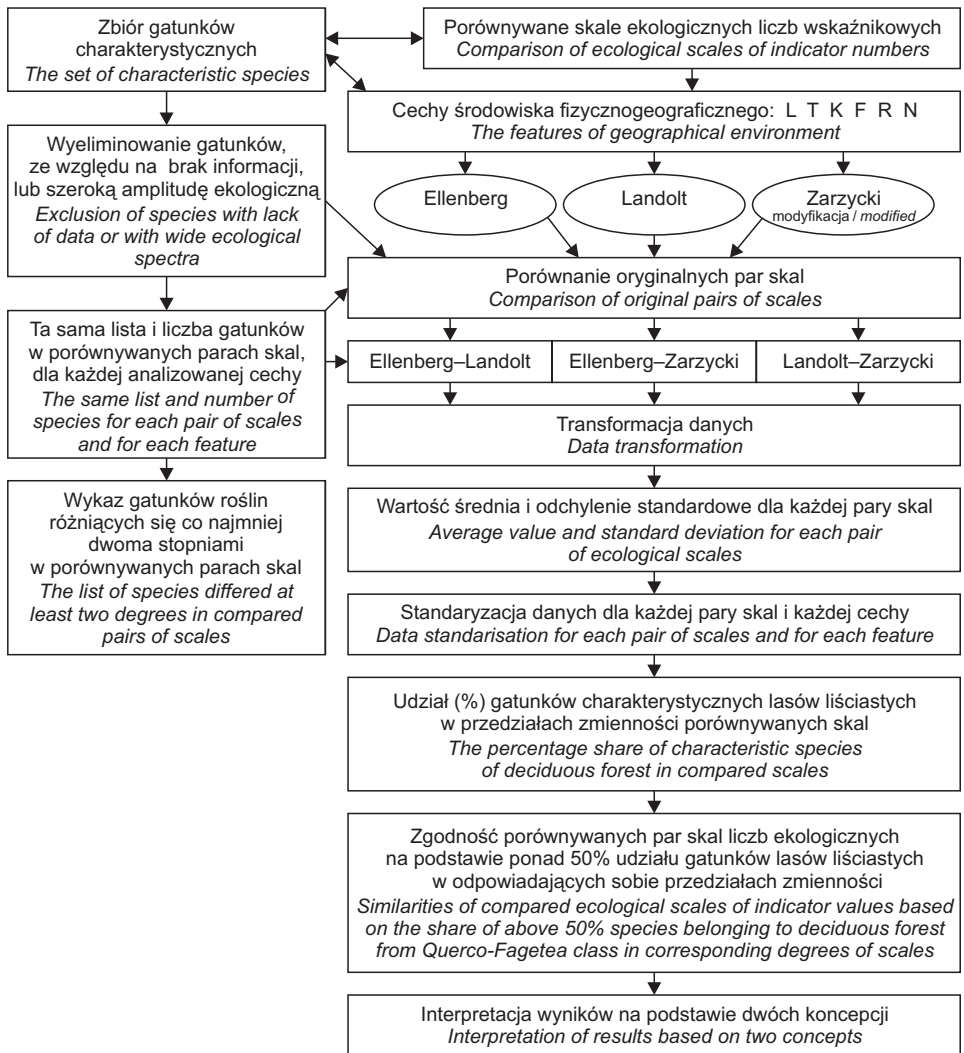 Zbiór gatunków
charakterystycznych
The set of characteristic species
Porównywane skale ekologicznych liczb wskaźnikowych
Comparison of ecological scales of indicator numbers
Cechy środowiska fizycznogeograficznego: L T K F R N
The features of geographical environment
Wyeliminowanie gatunków,
ze względu na brak informacji,
lub szeroką amplitudę ekologiczną
Exclusion of species with lack
of data or with wide ecological
spectra
Ellenberg
Landolt
Zarzycki
modyfikacja / modified
Porównanie oryginalnych par skal
Comparison of original pairs of scales
Ta sama lista i liczba gatunków
w porównywanych parach skal,
dla każdej analizowanej cechy
The same list and number of
species for each pair of scales
and for each feature
Ellenberg–Landolt
Ellenberg–Zarzycki
Landolt–Zarzycki
Transformacja danych
Data transformation
Wykaz gatunków roślin
różniących się co najmniej
dwoma stopniami
w porównywanych parach skal
The list of species differed at
least two degrees in compared
pairs of scales
Wartość średnia i odchylenie standardowe dla każdej pary skal
Average value and standard deviation for each pair
of ecological scales
Standaryzacja danych dla każdej pary skal i każdej cechy
Data standarisation for each pair of scales and for each feature
Udział (%) gatunków charakterystycznych lasów liściastych
w przedziałach zmienności porównywanych skal
The percentage share of characteristic species
of deciduous forest in compared scales
Zgodność porównywanych par skal liczb ekologicznych
na podstawie ponad 50% udziału gatunków lasów liściastych
w odpowiadających sobie przedziałach zmienności
Similarities of compared ecological scales of indicator values based
on the share of above 50% species belonging to deciduous forest
from Querco-Fagetea class in corresponding degrees of scales
Interpretacja wyników na podstawie dwóch koncepcji
Interpretation of results based on two concepts